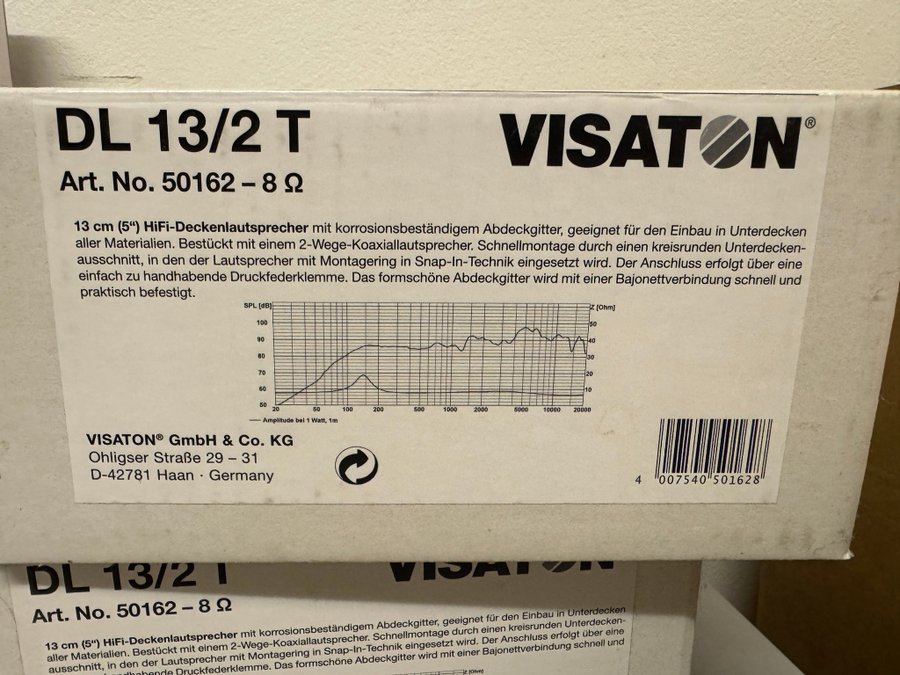 DL 13/2 T
VISATON®
Art. No. 50162 – 8 Ω
13 cm (5“) HiFi-Deckenlautsprecher mit korrosionsbeständigem Abdeckgitter, geeignet für den Einbau in Unterdecken
aller Materialien. Bestückt mit einem 2-Wege-Koaxiallautsprecher. Schnellmontage durch einen kreisrunden Unterdecken-
ausschnitt, in den der Lautsprecher mit Montagering in Snap-In-Technik eingesetzt wird. Der Anschluss erfolgt über eine
einfach zu handhabende Druckfederklemme. Das formschöne Abdeckgitter wird mit einer Bajonettverbindung schnell und
praktisch befestigt.
SPL [dB]
Z [Ohm]
100
90
80
70
60
50
50
40
30
20
10
20 50 100 200 500 1000 2000 5000 10000 20000
Amplitude bei 1 Watt, 1m
VISATON® GmbH & Co. KG
Ohligser Straße 29 – 31
D-42781 Haan · Germany
4 007540 501628
DL 13/2 T
VISATON
Art. No. 50162 – 8 Ω
13 cm (5“) HiFi-Deckenlautsprecher mit korrosionsbeständigem Abdeckgitter, geeignet für den Einbau in Unterdecken
aller Materialien. Bestückt mit einem 2-Wege-Koaxiallautsprecher. Schnellmontage durch einen kreisrunden Unterdecken-
ausschnitt, in den der Lautsprecher mit Montagering in Snap-In-Technik eingesetzt wird. Der Anschluss erfolgt über eine
handhabende Druckfederklemme. Das formschöne Abdeckgitter wird mit einer Bajonettverbindung schnell und
Z [Ohm]